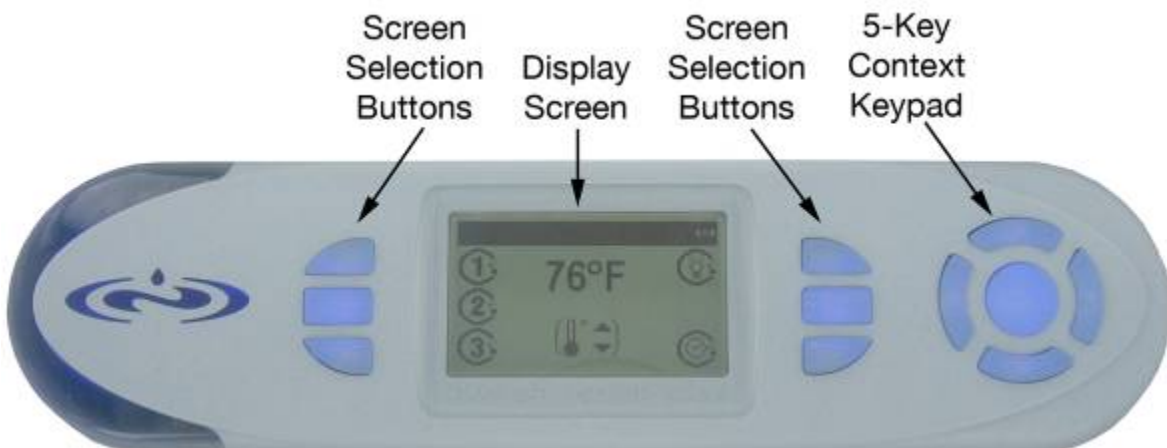 Screen
Selection
Buttons
Display
Screen
Screen
Selection
Buttons
5-Key
Context
Keypad
1
76°F
2
3